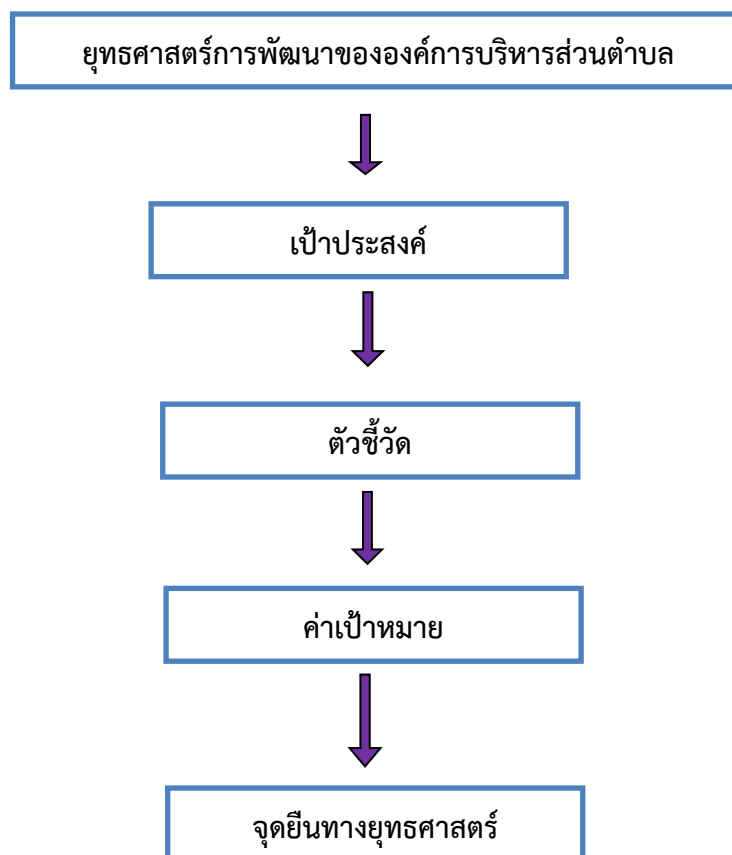 ยุทธศาสตร์การพัฒนาขององค์การบริหารส่วนตำบล
เป้าประสงค์
ตัวชี้วัด
ค่าเป้าหมาย
จุดยืนทางยุทธศาสตร์